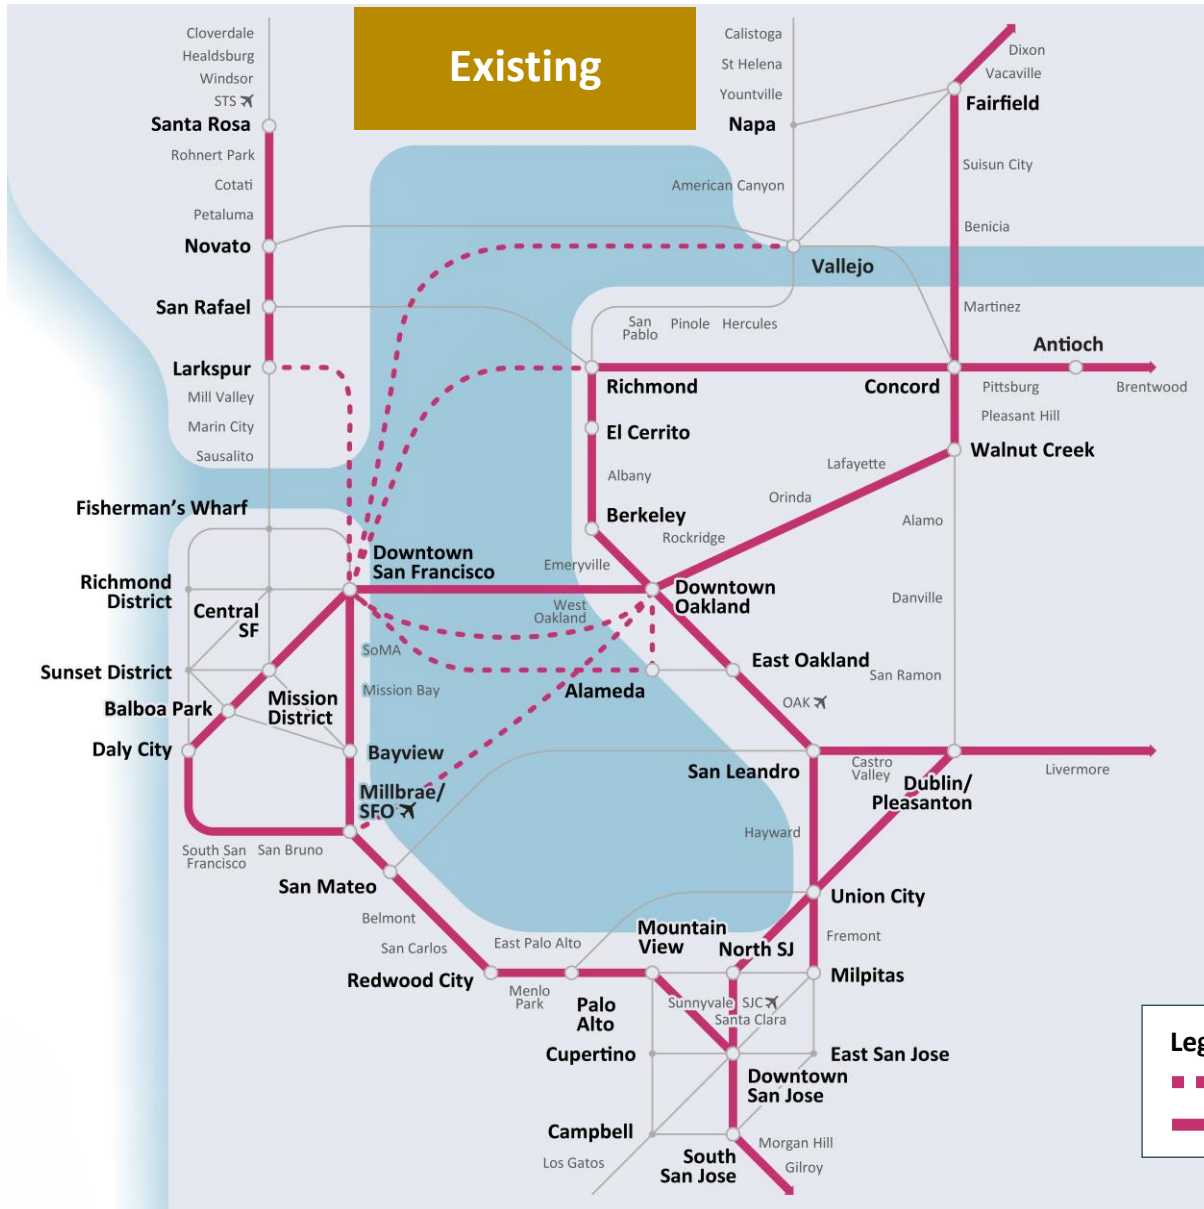 Existing
Cloverdale
Healdsburg
Windsor
STS
Santa Rosa
Rohnert Park
Cotati
Petaluma
Novato
San Rafael
Larkspur
Mill Valley
Marin City
Sausalito
Calistoga
St Helena
Yountville
Napa
American Canyon
Vallejo
Dixon
Vacaville
Fairfield
Suisun City
Benicia
Martinez
San
Pablo
Pinole
Hercules
Richmond
Concord
Antioch
Pittsburg
Brentwood
Pleasant Hill
El Cerrito
Walnut Creek
Albany
Lafayette
Orinda
Berkeley
Rockridge
Alamo
Emeryville
Fisherman’s Wharf
Downtown
San Francisco
Richmond
District
Central
SF
West
Oakland
Downtown
Oakland
Danville
SoMA
Sunset District
Mission Bay
Mission
District
Balboa Park
Alameda
East Oakland
San Ramon
OAK
Daly City
Bayview
San Leandro
Castro
Valley
Dublin/
Pleasanton
Livermore
Millbrae/
SFO
South San
Francisco
San Bruno
Hayward
San Mateo
Union City
Belmont
San Carlos
East Palo Alto
Mountain
View
North SJ
Fremont
Redwood City
Menlo
Park
Palo
Alto
Sunnyvale
SJC
Santa Clara
Milpitas
Cupertino
East San Jose
Downtown
San Jose
Campbell
Los Gatos
South
San Jose
Morgan Hill
Gilroy
Leg